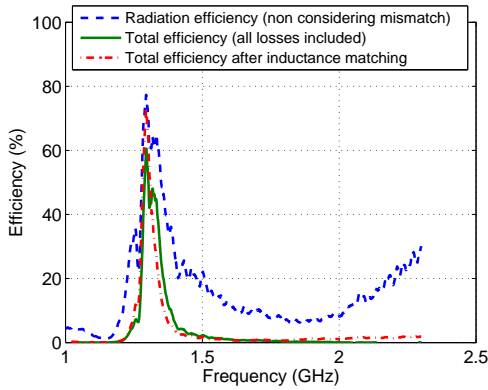 Radiation efficiency (non considering mismatch)
Total efficiency (all losses included)
Total efficiency after inductance matching
100
80
60
40
20
0
Efficiency (%)
1
1.5
2
2.5
Frequency (GHz)